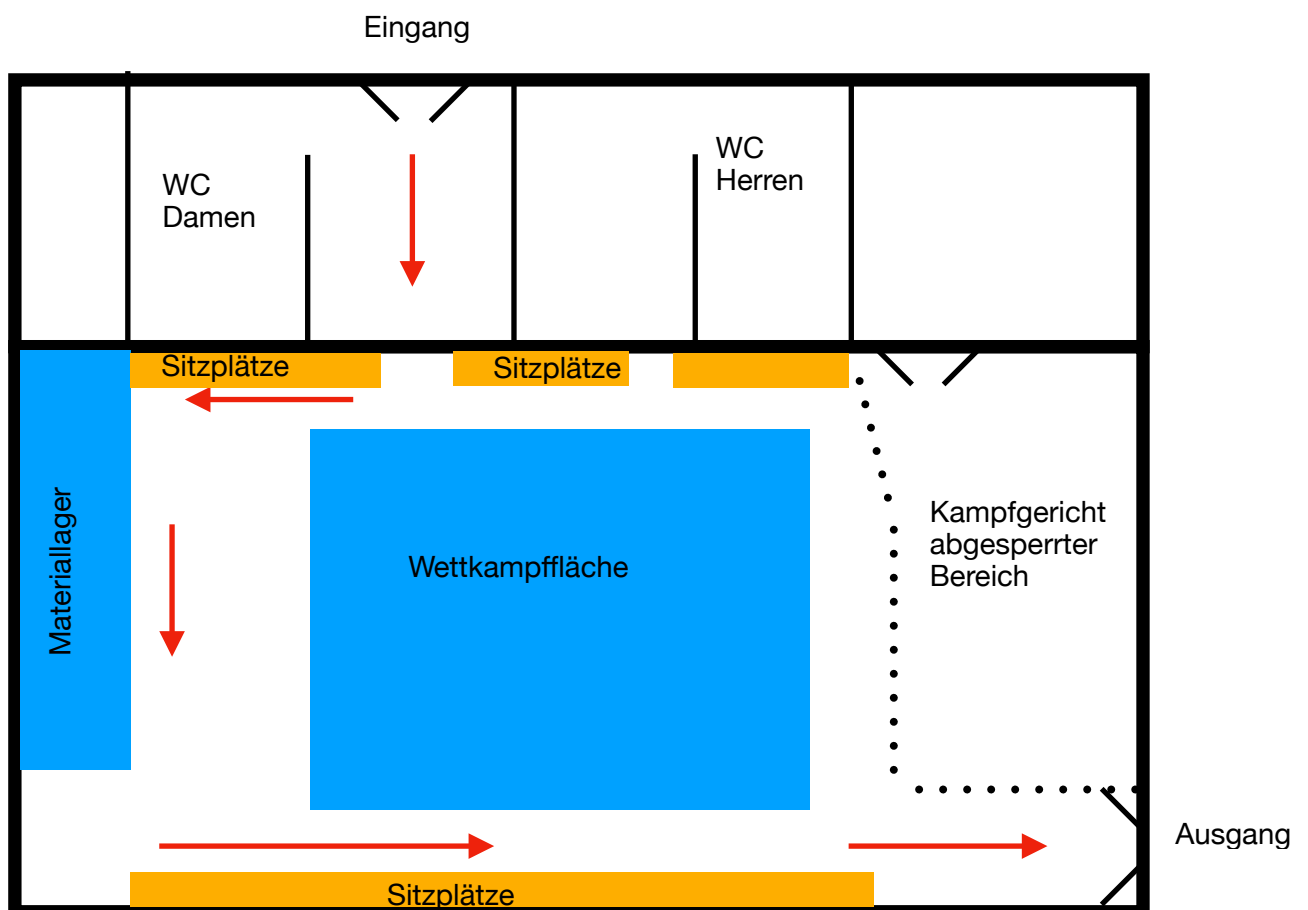 Eingang
WC
Damen
WC
Herren
Sitzplätze
Sitzplätze
Materiallager
Wettkampffläche
Kampfgericht
abgesperrter
Bereich
Ausgang
Sitzplätze